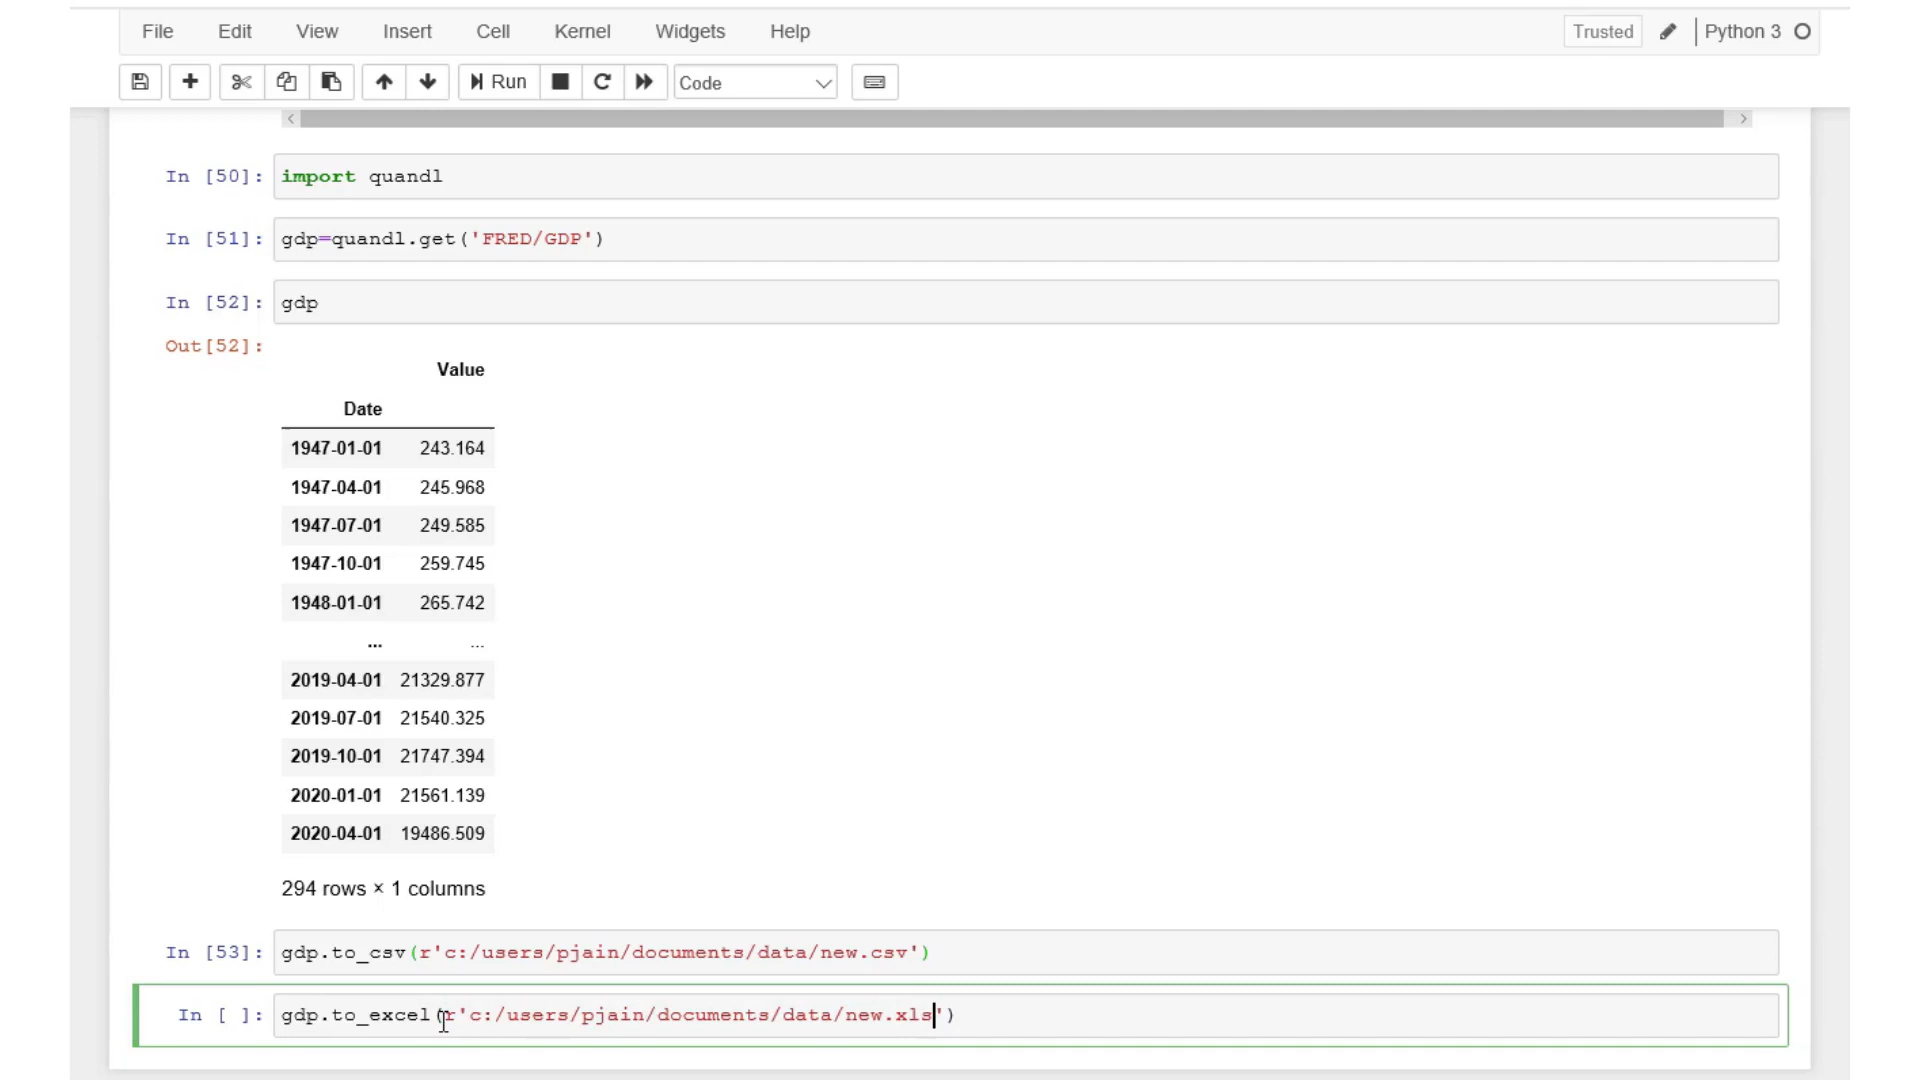 File Edit View Insert Cell Kernel Widgets Help Trusted Python 3
Run Code
In [50]: import quandl
In [51]: gdp=quandl.get('FRED/GDP')
In [52]: gdp
Out[52]:
Value
Date
1947-01-01 243.164
1947-04-01 245.968
1947-07-01 249.585
1947-10-01 259.745
1948-01-01 265.742
... ...
2019-04-01 21329.877
2019-07-01 21540.325
2019-10-01 21747.394
2020-01-01 21561.139
2020-04-01 19486.509
294 rows × 1 columns
In [53]: gdp.to_csv(r'c:/users/pjain/documents/data/new.csv')
In [ ]: gdp.to_excel(r'c:/users/pjain/documents/data/new.xls')